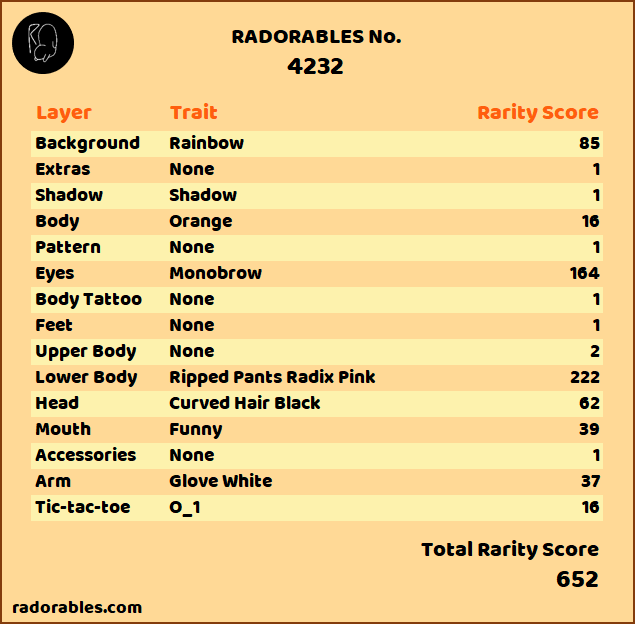 RADORABLES No.
4232
Layer Trait Rarity Score
Background Rainbow 85
Extras None 1
Shadow Shadow 1
Body Orange 16
Pattern None 1
Eyes Monobrow 164
Body Tattoo None 1
Feet None 1
Upper Body None 2
Lower Body Ripped Pants Radix Pink 222
Head Curved Hair Black 62
Mouth Funny 39
Accessories None 1
Arm Glove White 37
Tic-tac-toe O_1 16
Total Rarity Score
652
radorables.com